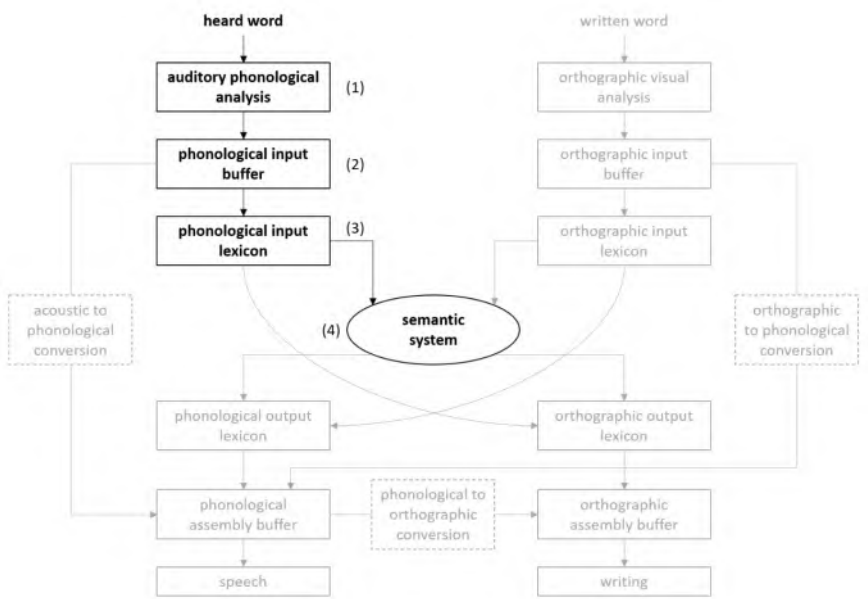 heard word
written word
auditory phonological
analysis
(1)
orthographic visual
analysis
phonological input
buffer
(2)
orthographic input
buffer
phonological input
lexicon
(3)
orthographic input
lexicon
acoustic to
phonological
conversion
(4)
semantic
system
orthographic
to phonological
conversion
phonological output
lexicon
orthographic output
lexicon
phonological
assembly buffer
phonological to
orthographic
conversion
orthographic
assembly buffer
speech
writing